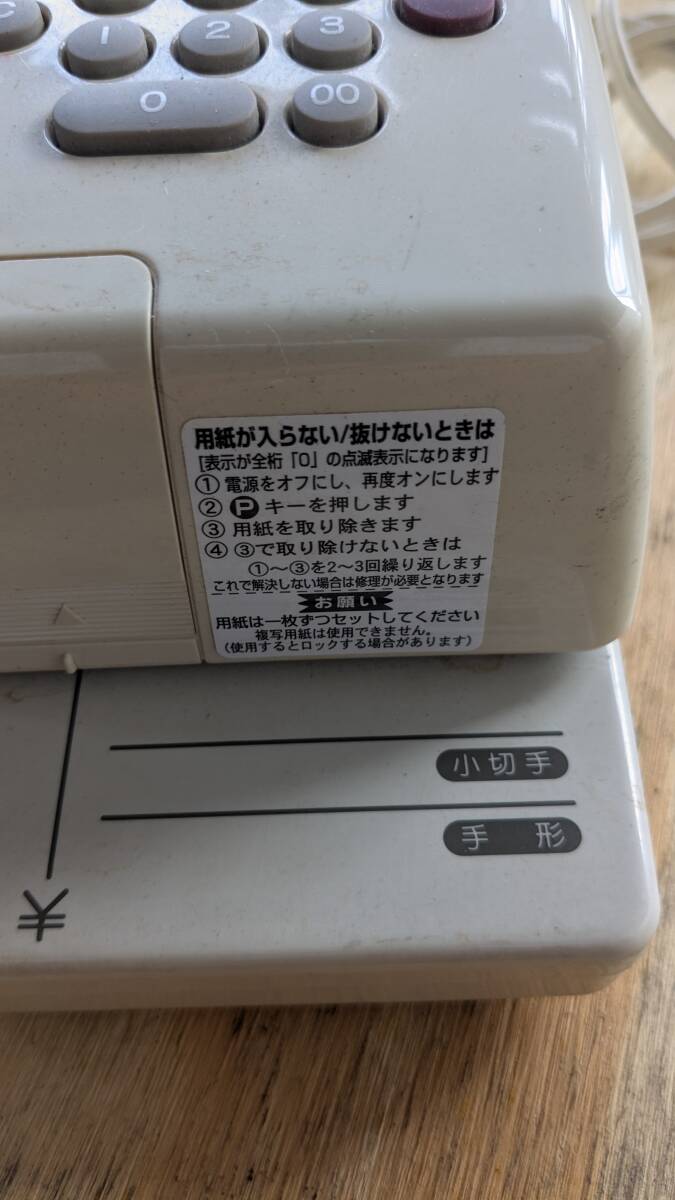 C 1 2 3
0 00
用紙が入らない/抜けないときは
[表示が全桁「0」の点滅表示になります]
① 電源をオフにし、再度オンにします
② Ⓟ キーを押します
③ 用紙を取り除きます
④ ③で取り除けないときは
①～③を2～3回繰り返します
これで解決しない場合は修理が必要となります
お願い
用紙は一枚ずつセットしてください
複写用紙は使用できません。
(使用するとロックする場合があります)
小切手
手 形
¥